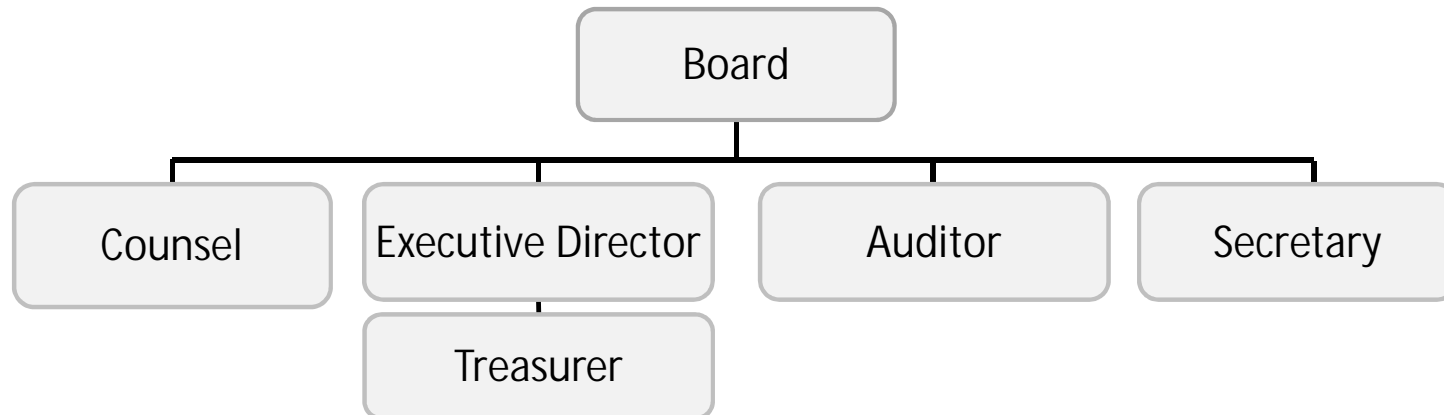 Board
Counsel
Executive Director
Auditor
Secretary
Treasurer